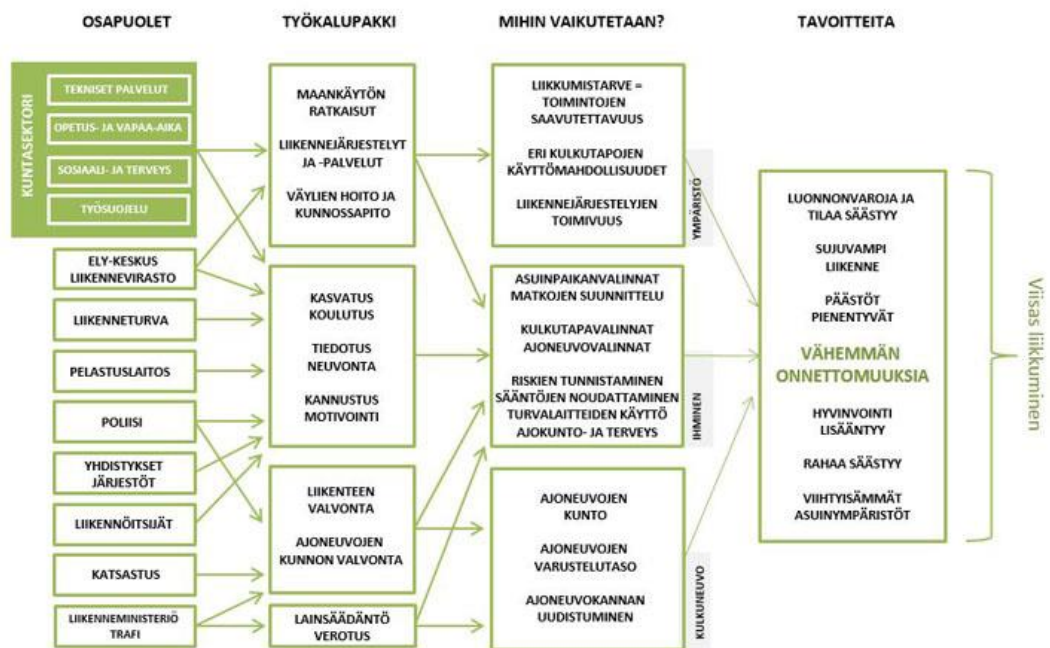 OSAPUOLET
TYÖKALUPAKKI
MIHIN VAIKUTETAAN?
TAVOITTEITA
KUNTASEKTORI
TEKNISET PALVELUT
OPETUS- JA VAPAA-AIKA
SOSIAALI- JA TERVEYS
TYÖSUOJELU
ELY-KESKUS
LIIKENNEVIRASTO
LIIKENNETURVA
PELASTUSLAITOS
POLIISI
YHDISTYKSET
JÄRJESTÖT
LIIKENNÖITSIJÄT
KATSASTUS
LIIKENNEMINISTERIÖ
TRAFI
MAANKÄYTÖN
RATKAISUT
LIIKENNEJÄRJESTELYT
JA -PALVELUT
VÄYLIEN HOITO JA
KUNNOSSAPITO
KASVATUS
KOULUTUS
TIEDOTUS
NEUVONTA
KANNUSTUS
MOTIVOINTI
LIIKENTEEN
VALVONTA
AJONEUVOJEN
KUNNON VALVONTA
LAINSÄÄDÄNTÖ
VEROTUS
LIIKKUMISTARVE =
TOIMINTOJEN
SAAVUTETTAVUUS
ERI KULKUTAPOJEN
KÄYTTÖMAHDOLLISUUDET
LIIKENNEJÄRJESTELYJEN
TOIMIVUUS
YMPÄRISTÖ
ASUINPAIKANVALINNAT
MATKOJEN SUUNNITTELU
KULKUTAPAVALINNAT
AJONEUVOVALINNAT
RISKIEN TUNNISTAMINEN
SÄÄNTÖJEN NOUDATTAMINEN
TURVALAITTEIDEN KÄYTTÖ
AJOKUNTO- JA TERVEYS
IHMINEN
AJONEUVOJEN
KUNTO
AJONEUVOJEN
VARUSTELUTASO
AJONEUVOKANNAN
UUDISTUMINEN
KULKUNEUVO
LUONNONVAROJA JA
TILAA SÄÄSTYY
SUJUVAMPI
LIIKENNE
PÄÄSTÖT
PIENENTYVÄT
VÄHEMMÄN
ONNETTOMUUKSIA
HYVINVOINTI
LISÄÄNTYY
RAHAA SÄÄSTYY
VIIHTYISÄMMÄT
ASUINYMPÄRISTÖT
Viisas liikkuminen